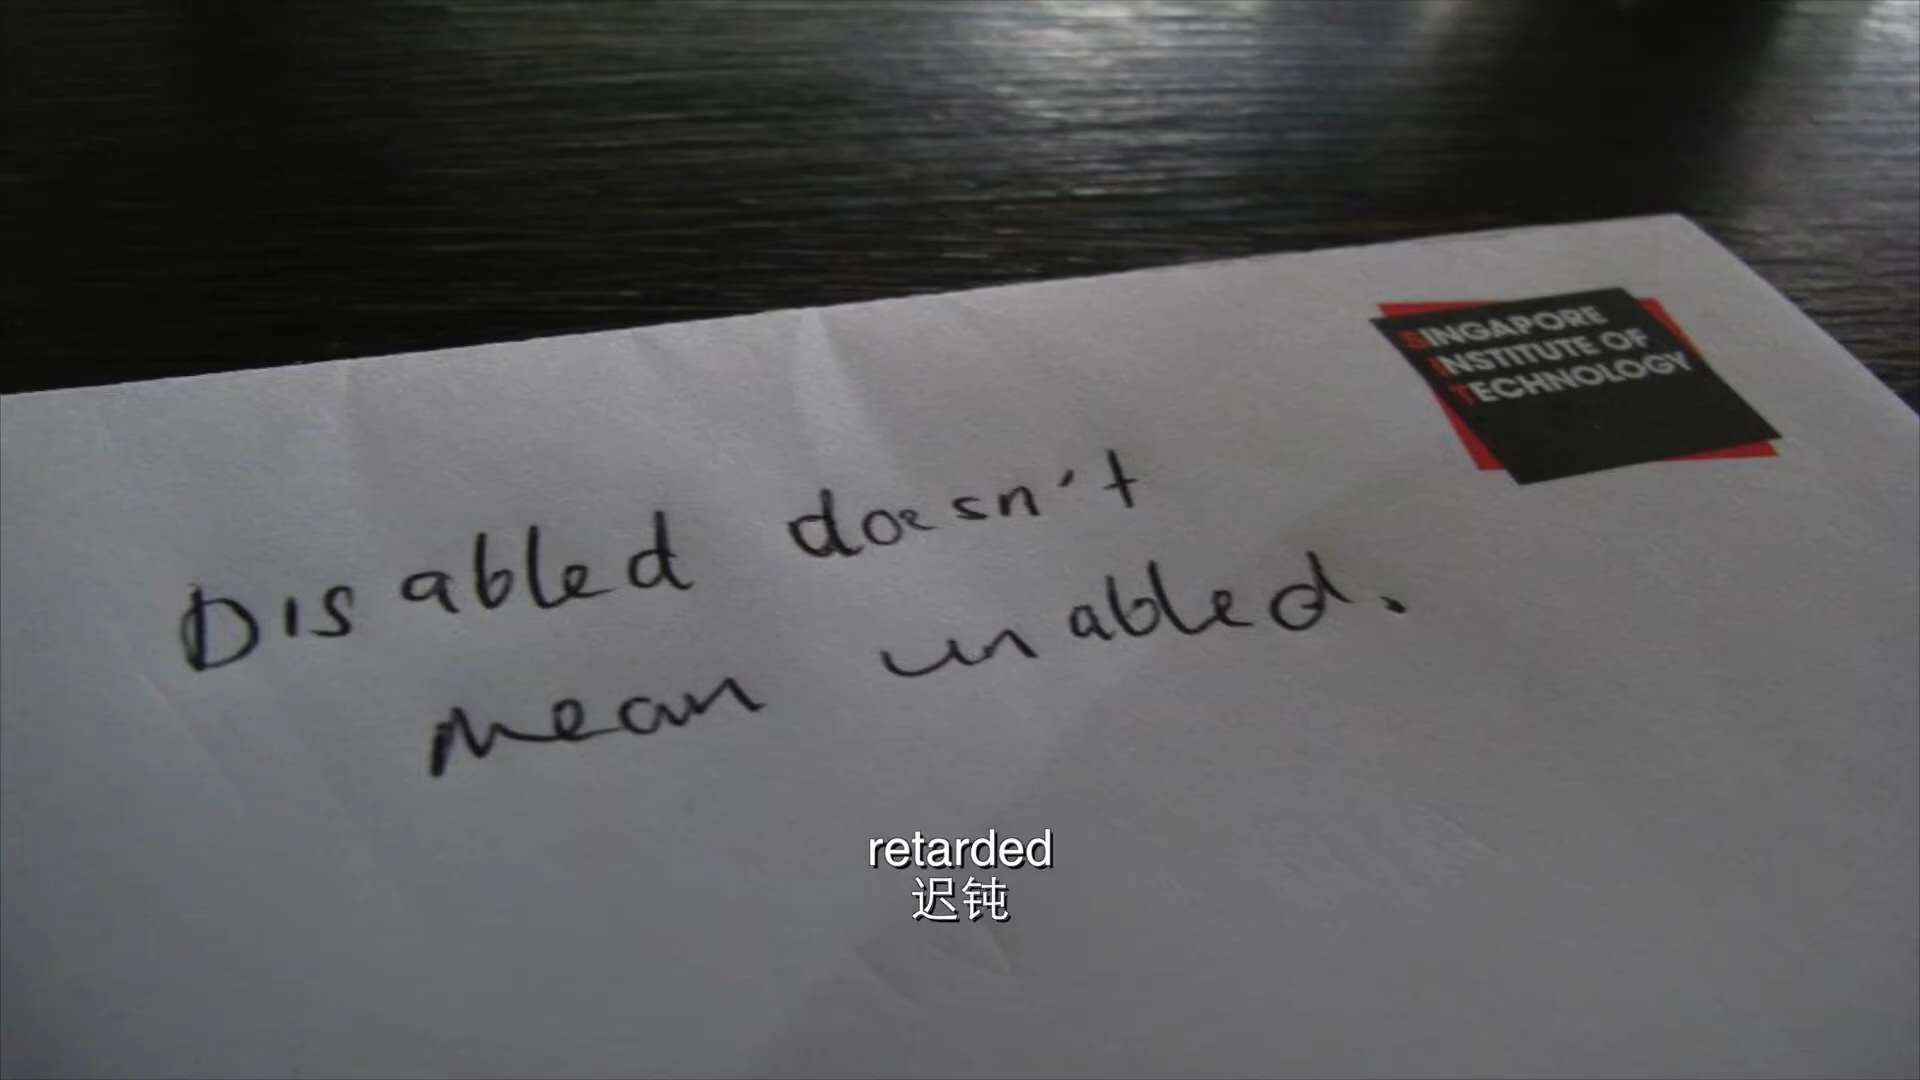 SINGAPORE
INSTITUTE OF
TECHNOLOGY
Disabled doesn't
mean unabled.
retarded
迟钝